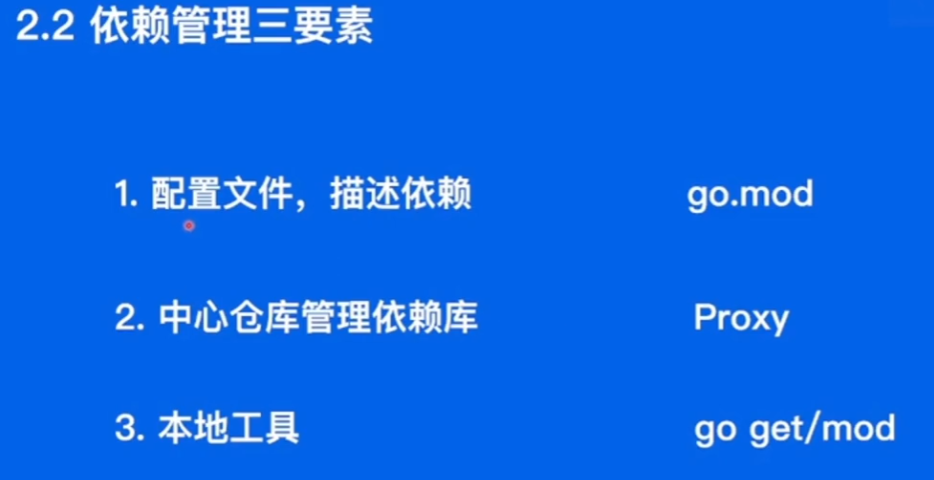 2.2 依赖管理三要素
1. 配置文件，描述依赖 go.mod
2. 中心仓库管理依赖库 Proxy
3. 本地工具 go get/mod